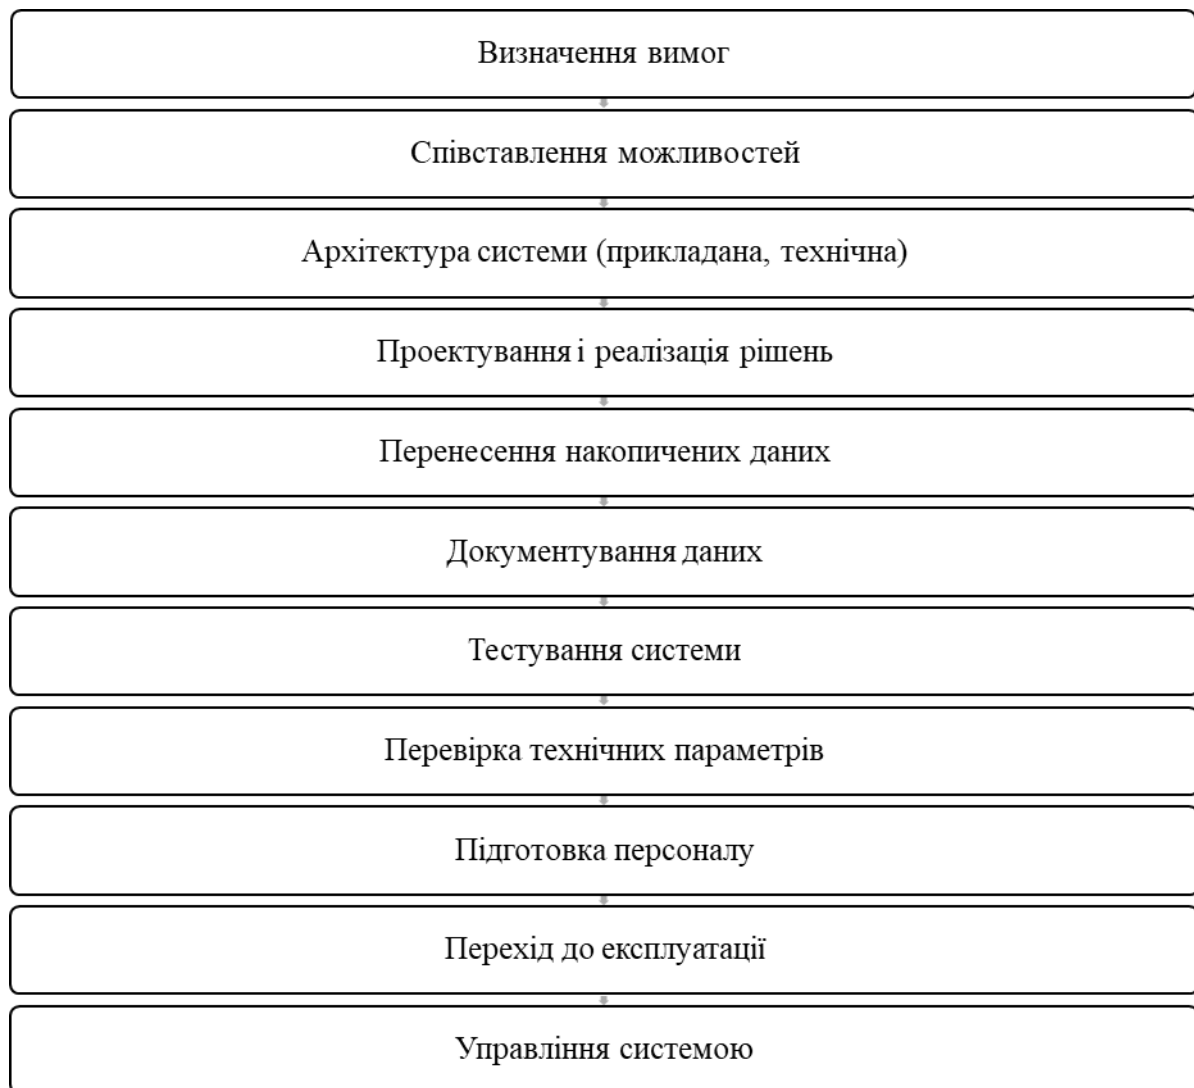 Визначення вимог
Співставлення можливостей
Архітектура системи (прикладана, технічна)
Проектування і реалізація рішень
Перенесення накопичених даних
Документування даних
Тестування системи
Перевірка технічних параметрів
Підготовка персоналу
Перехід до експлуатації
Управління системою